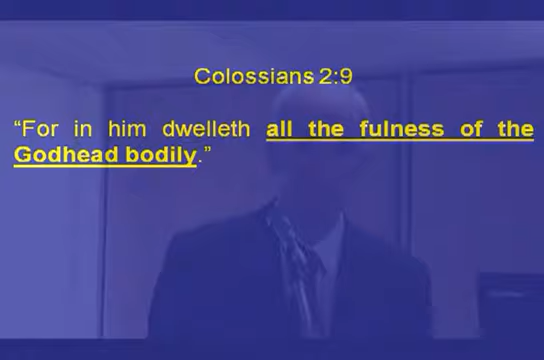 Colossians 2:9
“For in him dwelleth all the fulness of the
Godhead bodily.”